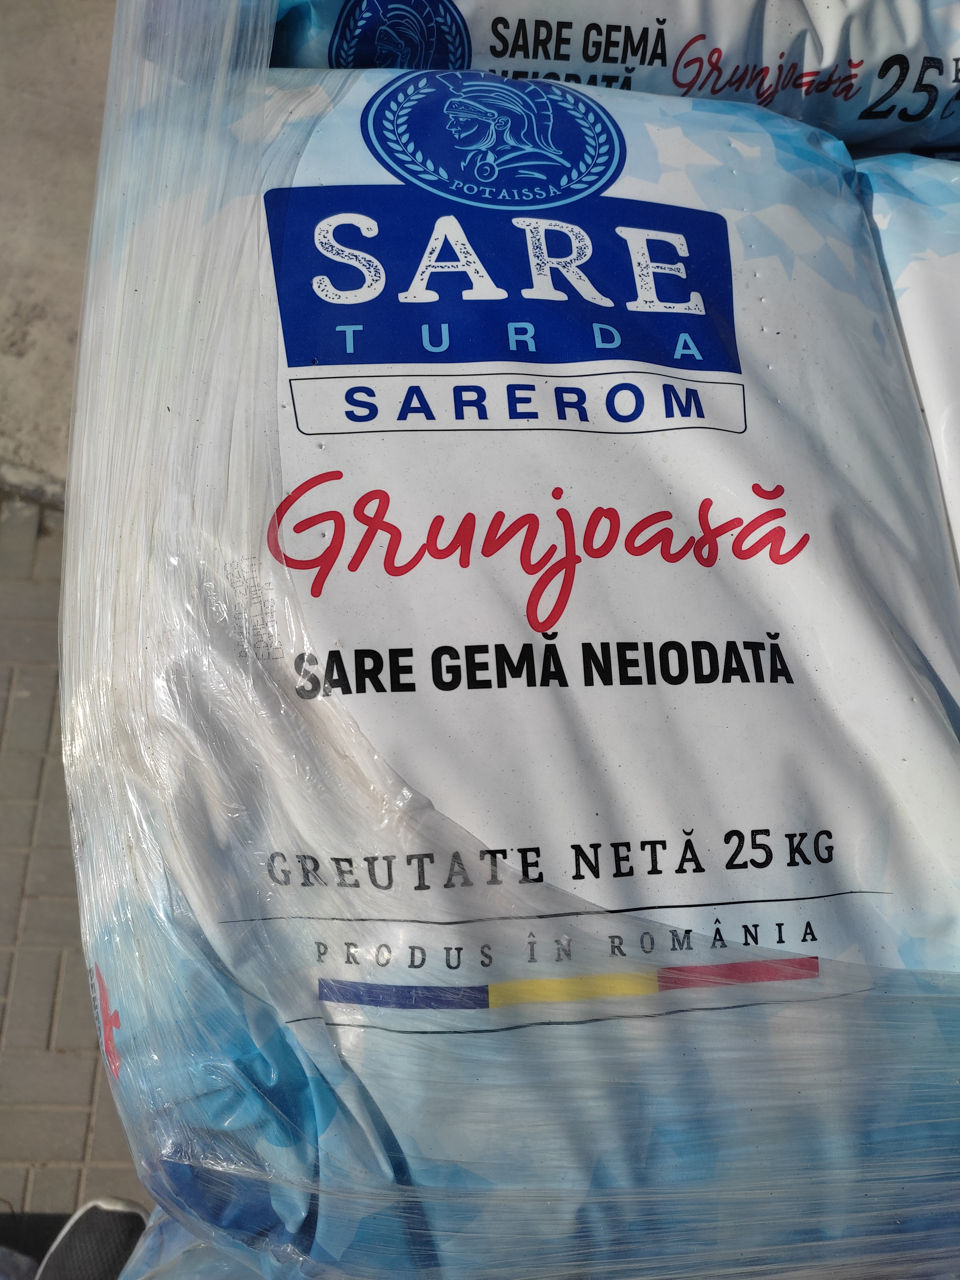 SARE GEMĂ
NEIODATĂ
Grunjoasă
25
POTAISSA
SARE
TURDA
SAREROM
Grunjoasă
SARE GEMĂ NEIODATĂ
GREUTATE NETĂ 25 KG
PRODUS ÎN ROMÂNIA